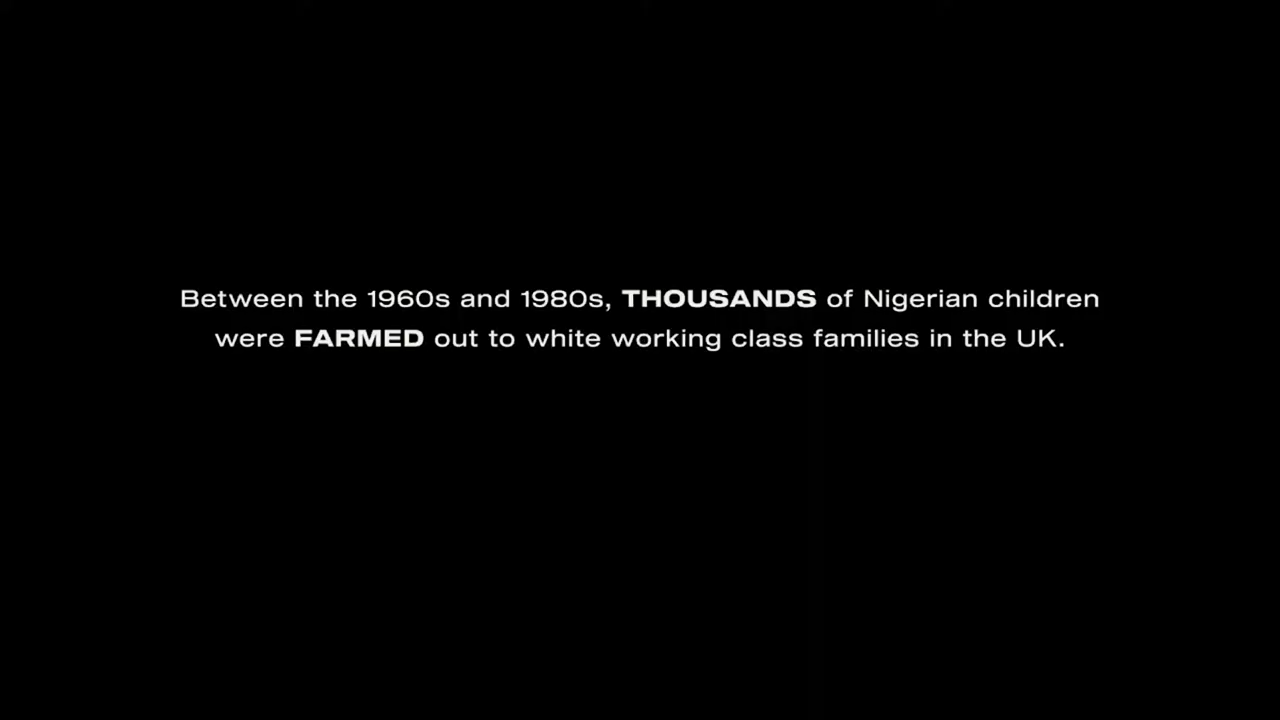 Between the 1960s and 1980s, THOUSANDS of Nigerian children
were FARMED out to white working class families in the UK.